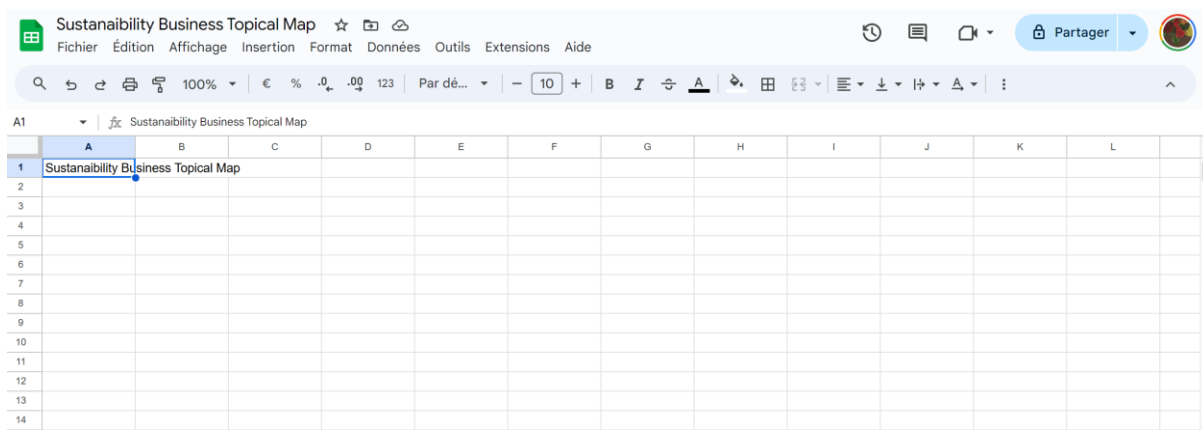 Sustanaibility Business Topical Map
Fichier Édition Affichage Insertion Format Données Outils Extensions Aide
Partager
100% € % .0 .00 123 Par dé... − 10 + B I A A
A1 fx Sustanaibility Business Topical Map
A B C D E F G H I J K L
1 Sustanaibility Business Topical Map
2
3
4
5
6
7
8
9
10
11
12
13
14